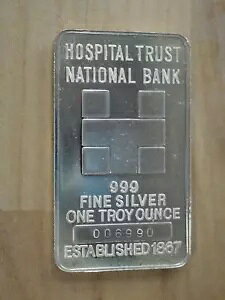 HOSPITAL TRUST
NATIONAL BANK
999
FINE SILVER
ONE TROY OUNCE
006990
ESTABLISHED 1867